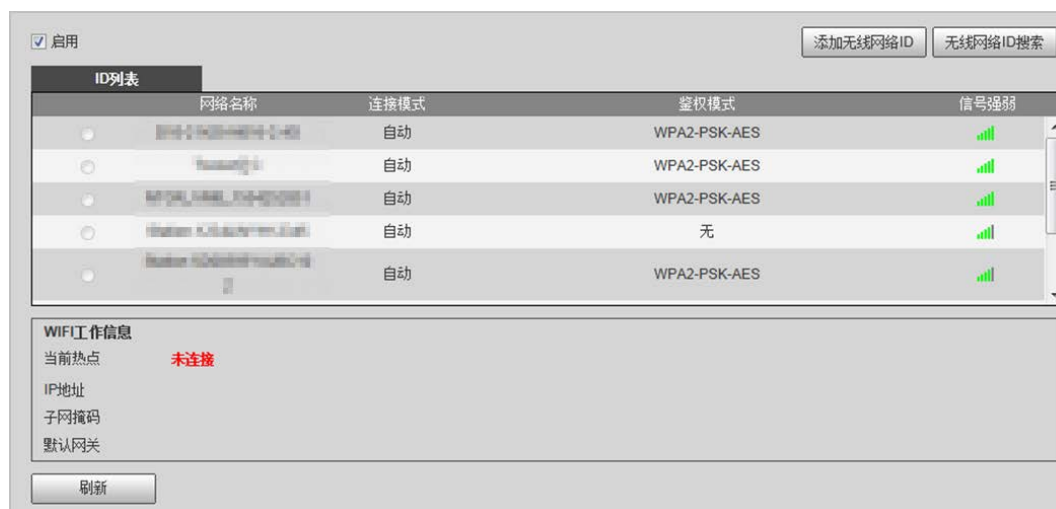 启用 添加无线网络ID 无线网络ID搜索
ID列表
网络名称 连接模式 鉴权模式 信号强弱
自动 WPA2-PSK-AES
自动 WPA2-PSK-AES
自动 WPA2-PSK-AES
自动 无
自动 WPA2-PSK-AES
WIFI工作信息
当前热点 未连接
IP地址
子网掩码
默认网关
刷新